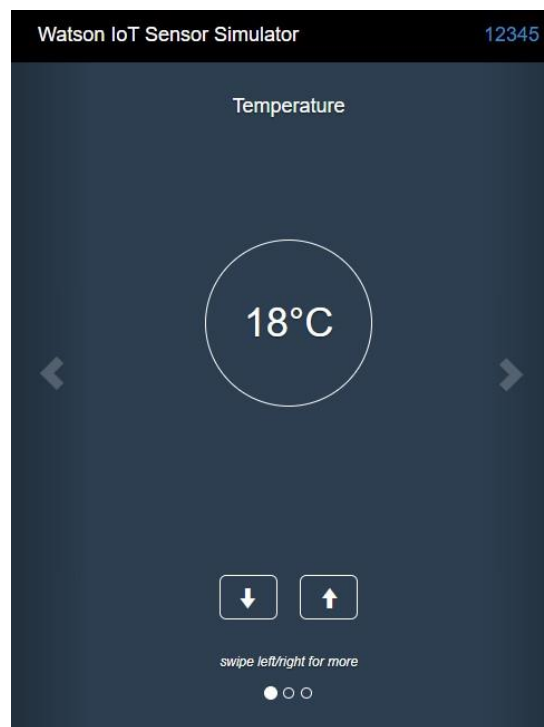 Watson IoT Sensor Simulator 12345
Temperature
18°C
swipe left/right for more